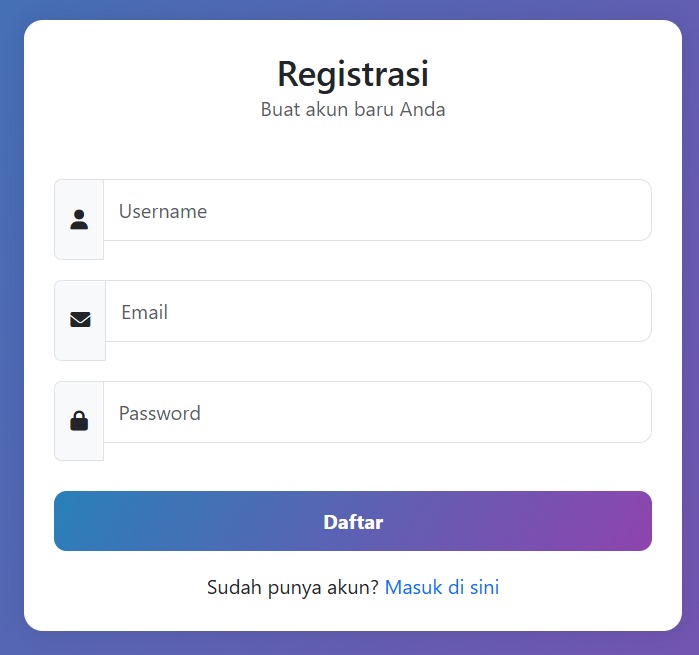 Registrasi
Buat akun baru Anda
Username
Email
Password
Daftar
Sudah punya akun? Masuk di sini